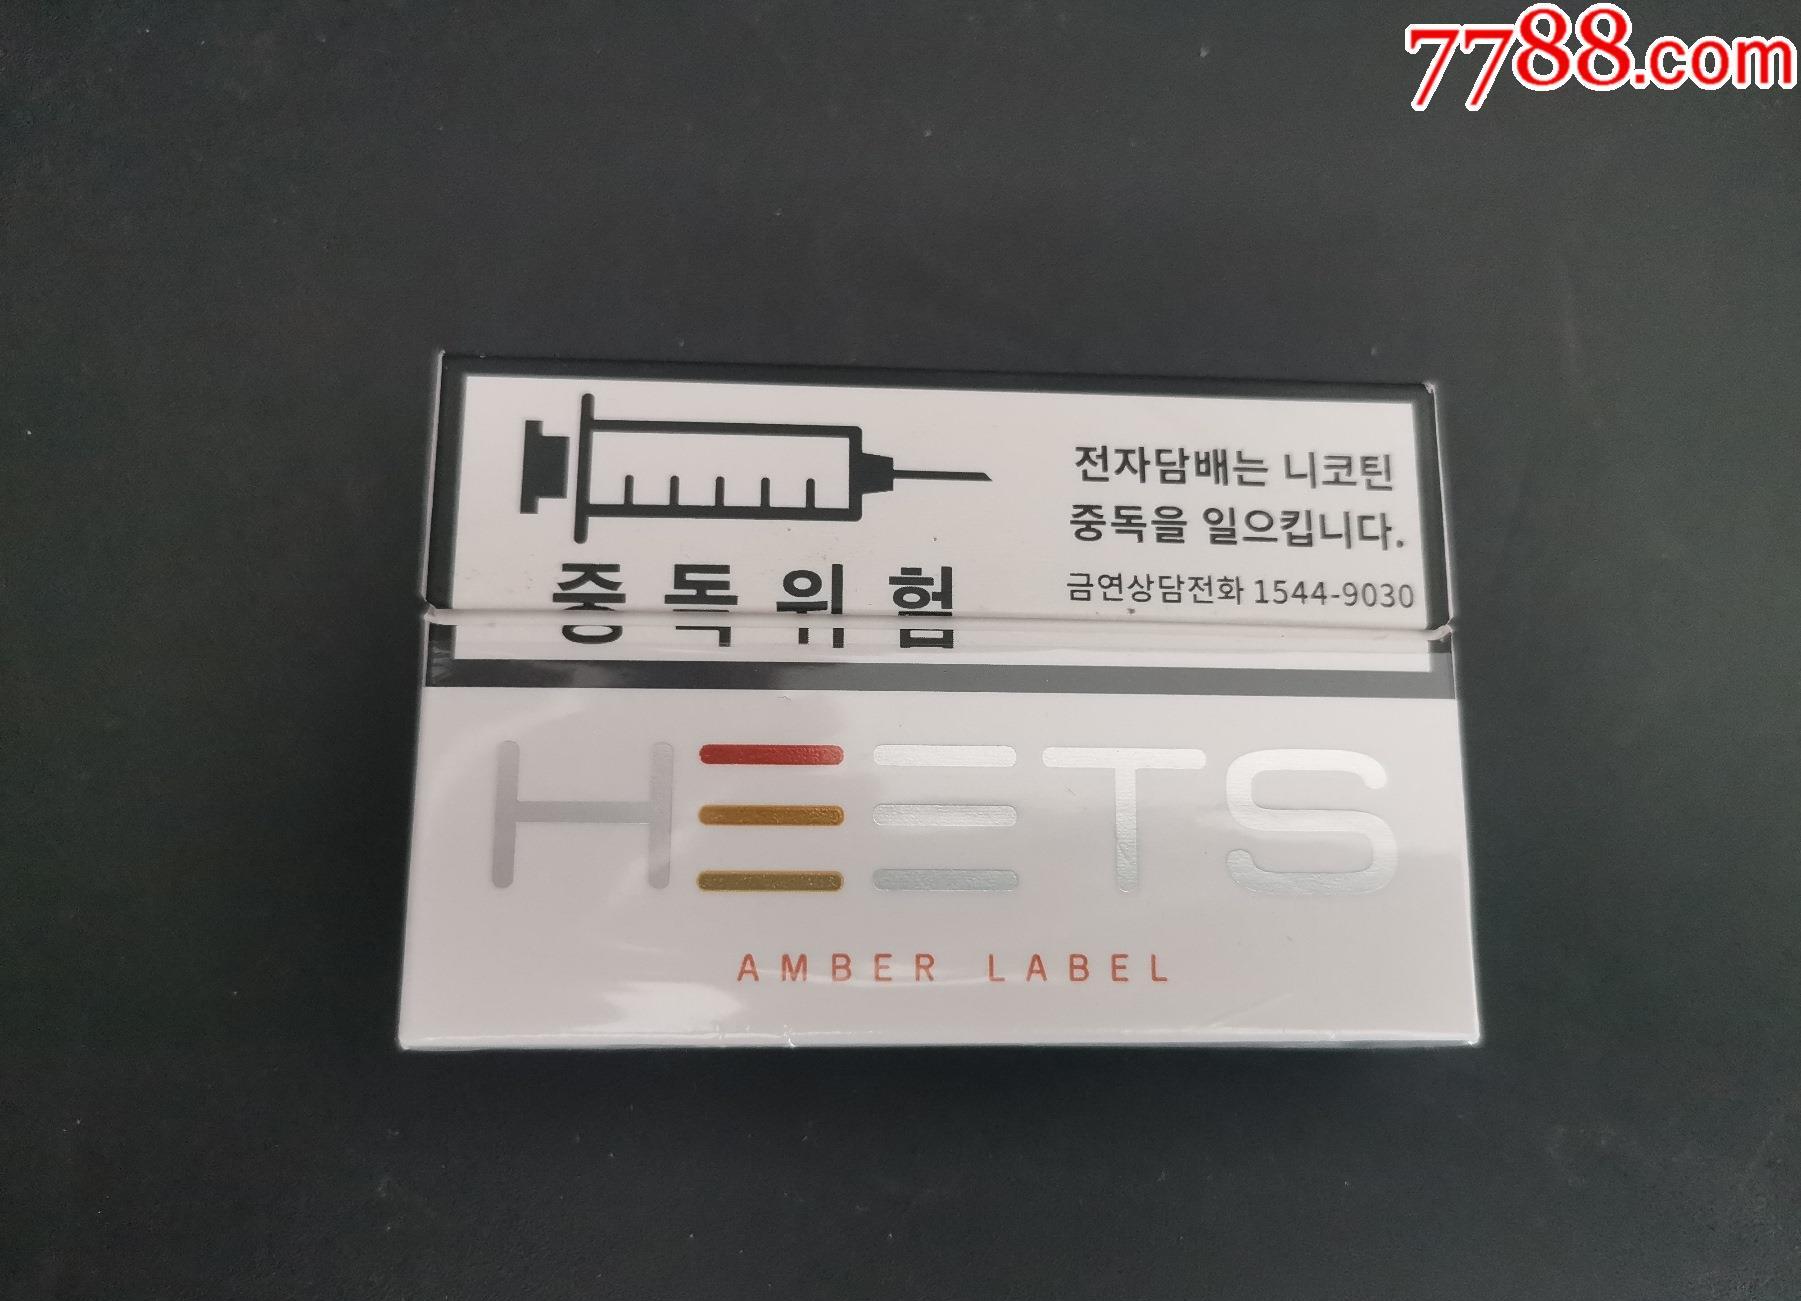 7788.com
전자담배는 니코틴
중독을 일으킵니다.
금연상담전화 1544-9030
중독위험
HEETS
AMBER LABEL